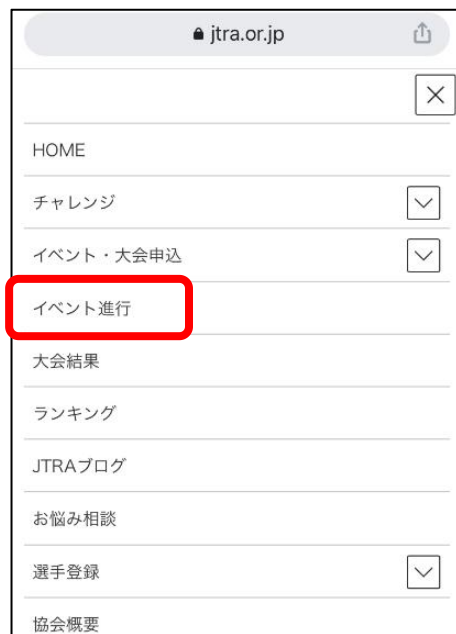 jtra.or.jp
HOME
チャレンジ
イベント・大会申込
イベント進行
大会結果
ランキング
JTRAブログ
お悩み相談
選手登録
協会概要